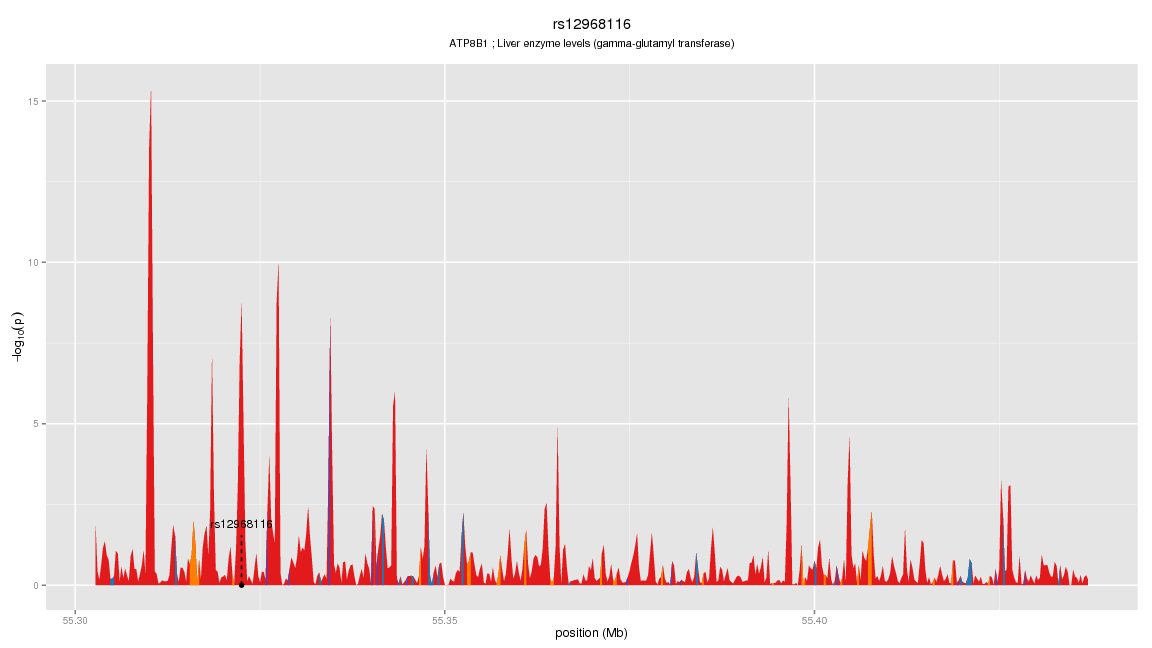 rs12968116
ATP8B1 ; Liver enzyme levels (gamma-glutamyl transferase)
15
10
5
0
−log10(p)
rs12968116
55.30
55.35
55.40
position (Mb)